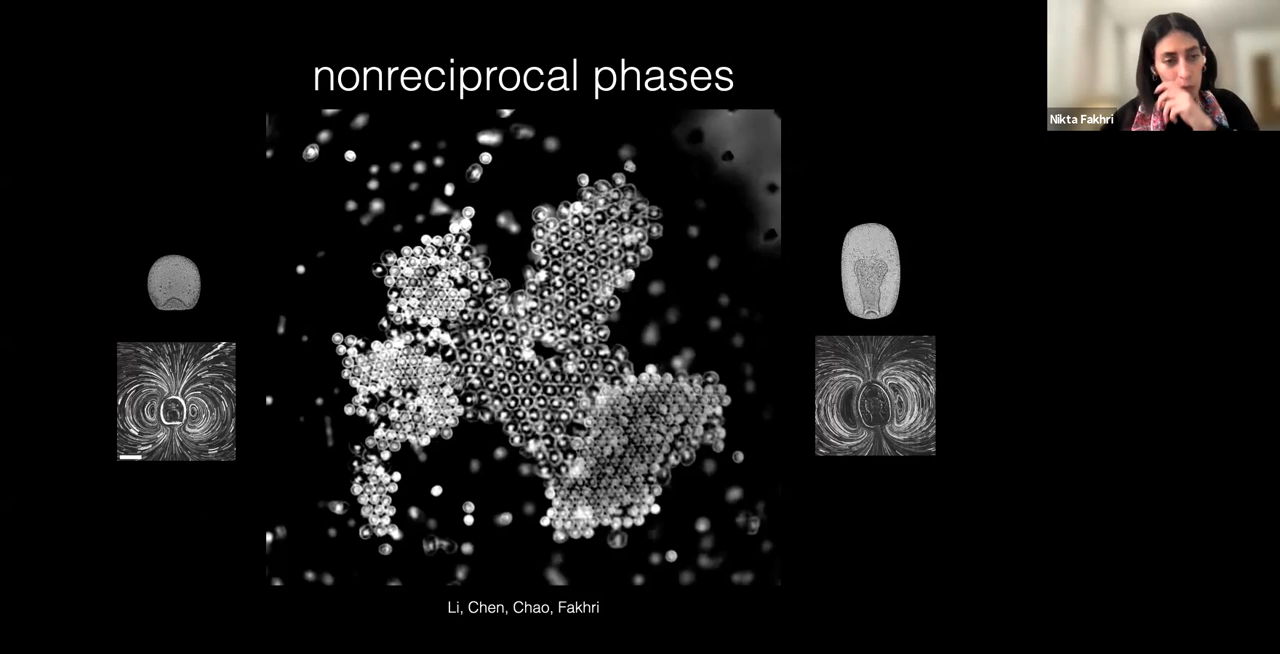 nonreciprocal phases
Nikta Fakhri
Li, Chen, Chao, Fakhri